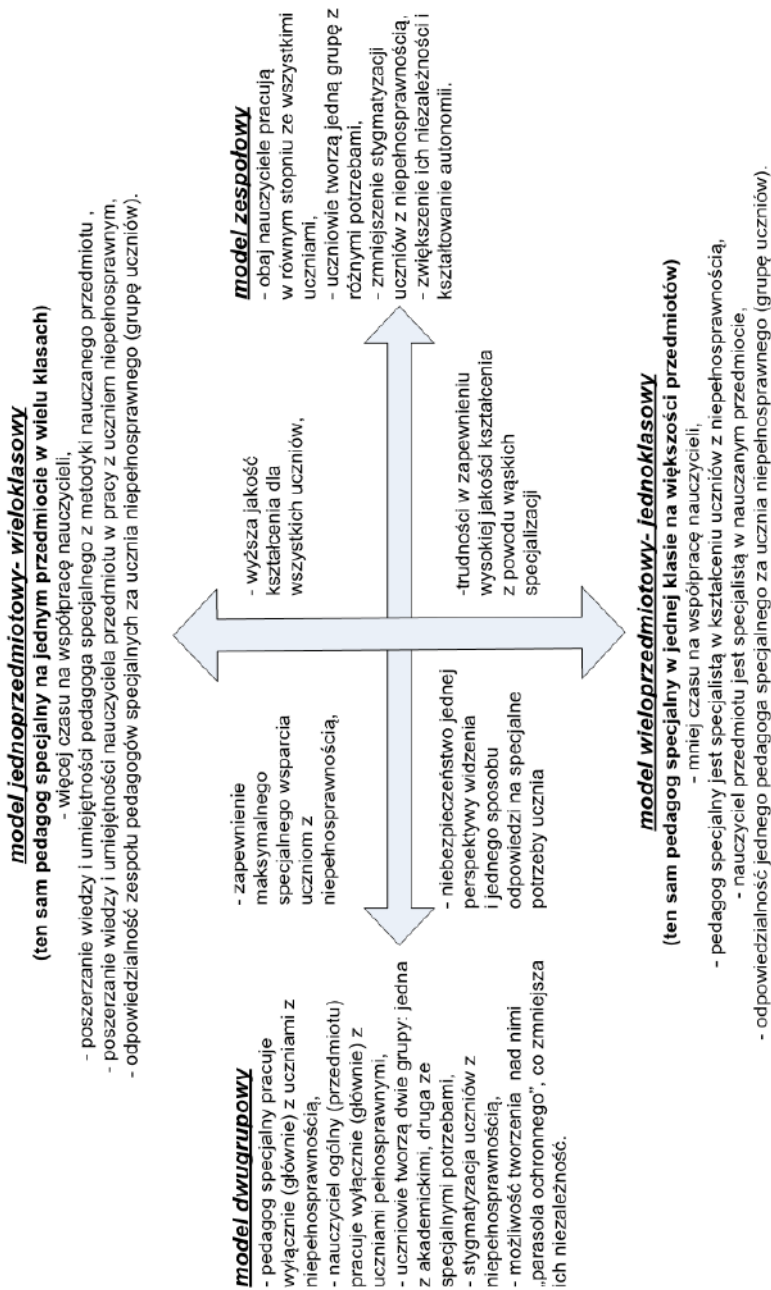 model jednoprzedmiotowy- wieloklasowy
(ten sam pedagog specjalny na jednym przedmiocie w wielu klasach)
- więcej czasu na współpracę nauczycieli,
- poszerzanie wiedzy i umiejętności pedagoga specjalnego z metodyki nauczanego przedmiotu ,
- poszerzanie wiedzy i umiejętności nauczyciela przedmiotu w pracy z uczniem niepełnosprawnym,
- odpowiedzialność zespołu pedagogów specjalnych za ucznia niepełnosprawnego (grupę uczniów).
model dwugrupowy
- pedagog specjalny pracuje
wyłącznie (głównie) z uczniami z
niepełnosprawnością,
- nauczyciel ogólny (przedmiotu)
pracuje wyłącznie (głównie) z
uczniami pełnosprawnymi,
- uczniowie tworzą dwie grupy: jedna
z akademickimi, druga ze
specjalnymi potrzebami,
- stygmatyzacja uczniów z
niepełnosprawnością,
- możliwość tworzenia nad nimi
„parasola ochronnego”, co zmniejsza
ich niezależność.
- zapewnienie
maksymalnego
specjalnego wsparcia
uczniom z
niepełnosprawnością,
- wyższa jakość
kształcenia dla
wszystkich uczniów,
- niebezpieczeństwo jednej
perspektywy widzenia
i jednego sposobu
odpowiedzi na specjalne
potrzeby ucznia
-trudności w zapewnieniu
wysokiej jakości kształcenia
z powodu wąskich
specjalizacji
model zespołowy
- obaj nauczyciele pracują
w równym stopniu ze wszystkimi
uczniami,
- uczniowie tworzą jedną grupę z
różnymi potrzebami,
- zmniejszenie stygmatyzacji
uczniów z niepełnosprawnością,
- zwiększenie ich niezależności i
kształtowanie autonomii.
model wieloprzedmiotowy- jednoklasowy
(ten sam pedagog specjalny w jednej klasie na większości przedmiotów)
- mniej czasu na współpracę nauczycieli,
- pedagog specjalny jest specjalistą w kształceniu uczniów z niepełnosprawnością,
- nauczyciel przedmiotu jest specjalistą w nauczanym przedmiocie,
- odpowiedzialność jednego pedagoga specjalnego za ucznia niepełnosprawnego (grupę uczniów).